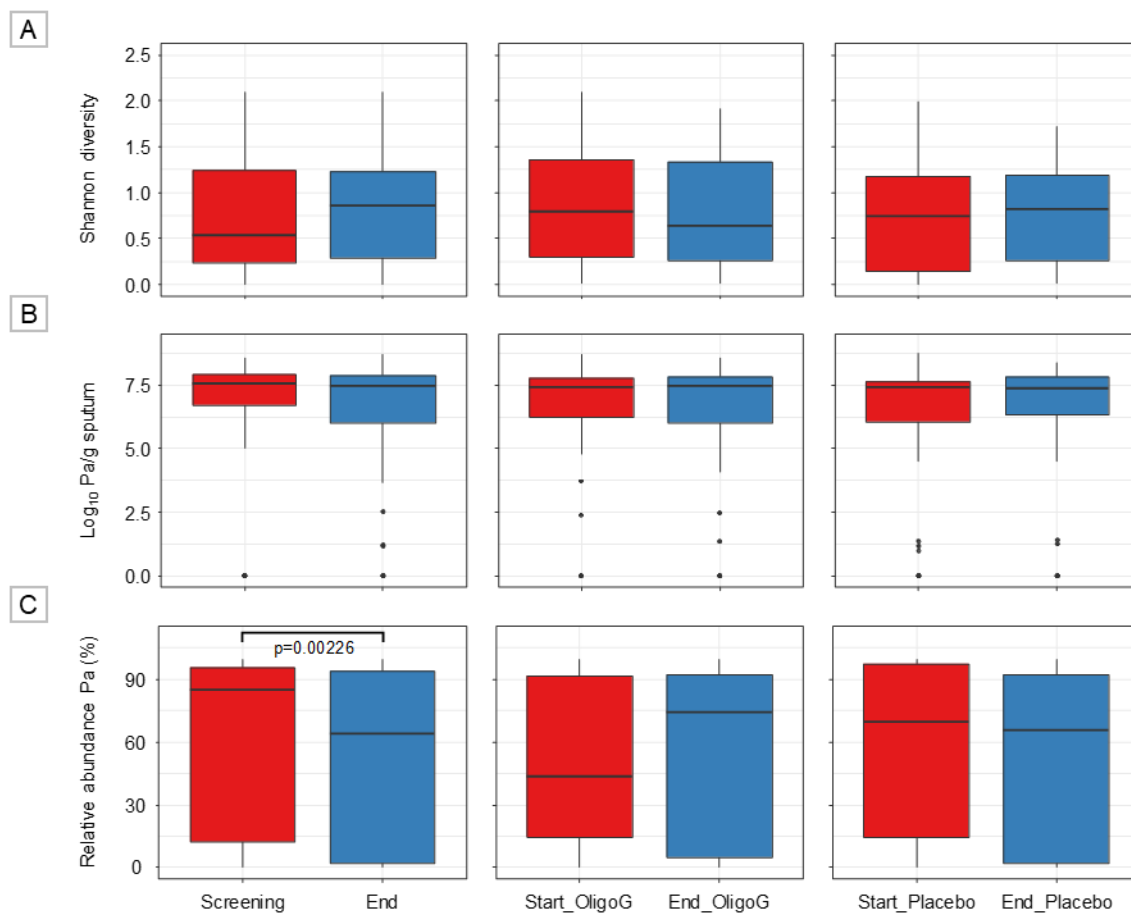 A
Shannon diversity
2.5
2.0
1.5
1.0
0.5
0.0
B
Log₁₀ Pa/g sputum
7.5
5.0
2.5
0.0
C
Relative abundance Pa (%)
90
60
30
0
p=0.00226
Screening End Start_OligoG End_OligoG Start_Placebo End_Placebo